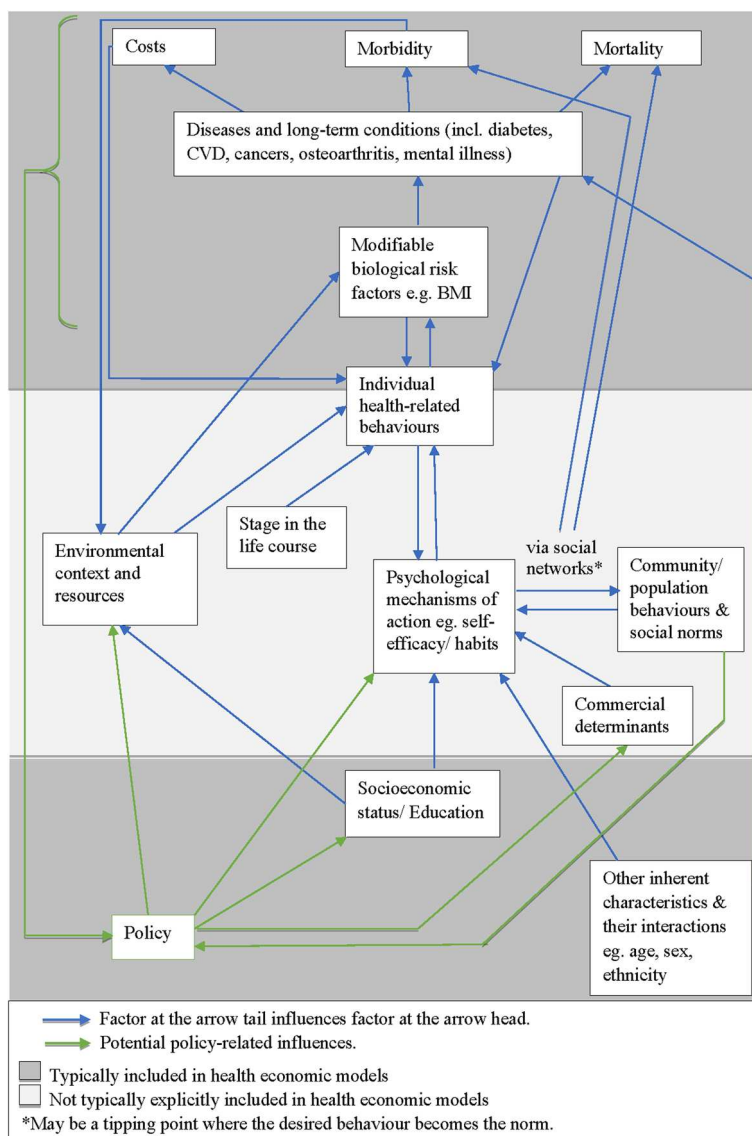 Costs
Morbidity
Mortality
Diseases and long-term conditions (incl. diabetes,
CVD, cancers, osteoarthritis, mental illness)
Modifiable
biological risk
factors e.g. BMI
Individual
health-related
behaviours
Stage in the
life course
Environmental
context and
resources
Psychological
mechanisms of
action eg. self-
efficacy/ habits
via social
networks*
Community/
population
behaviours &
social norms
Commercial
determinants
Socioeconomic
status/ Education
Policy
Other inherent
characteristics &
their interactions
eg. age, sex,
ethnicity
Factor at the arrow tail influences factor at the arrow head.
Potential policy-related influences.
Typically included in health economic models
Not typically explicitly included in health economic models
*May be a tipping point where the desired behaviour becomes the norm.